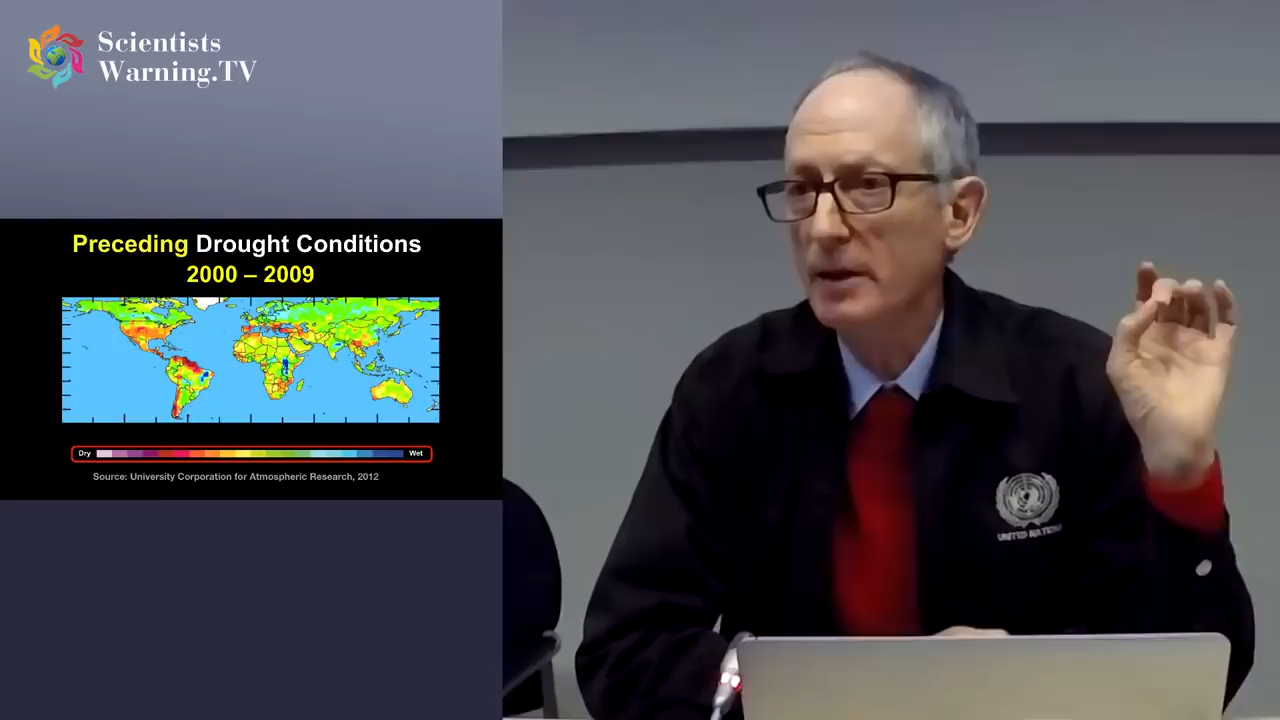 Scientists
Warning.TV
Preceding Drought Conditions
2000 – 2009
Dry
Wet
Source: University Corporation for Atmospheric Research, 2012
UNITED NATIONS